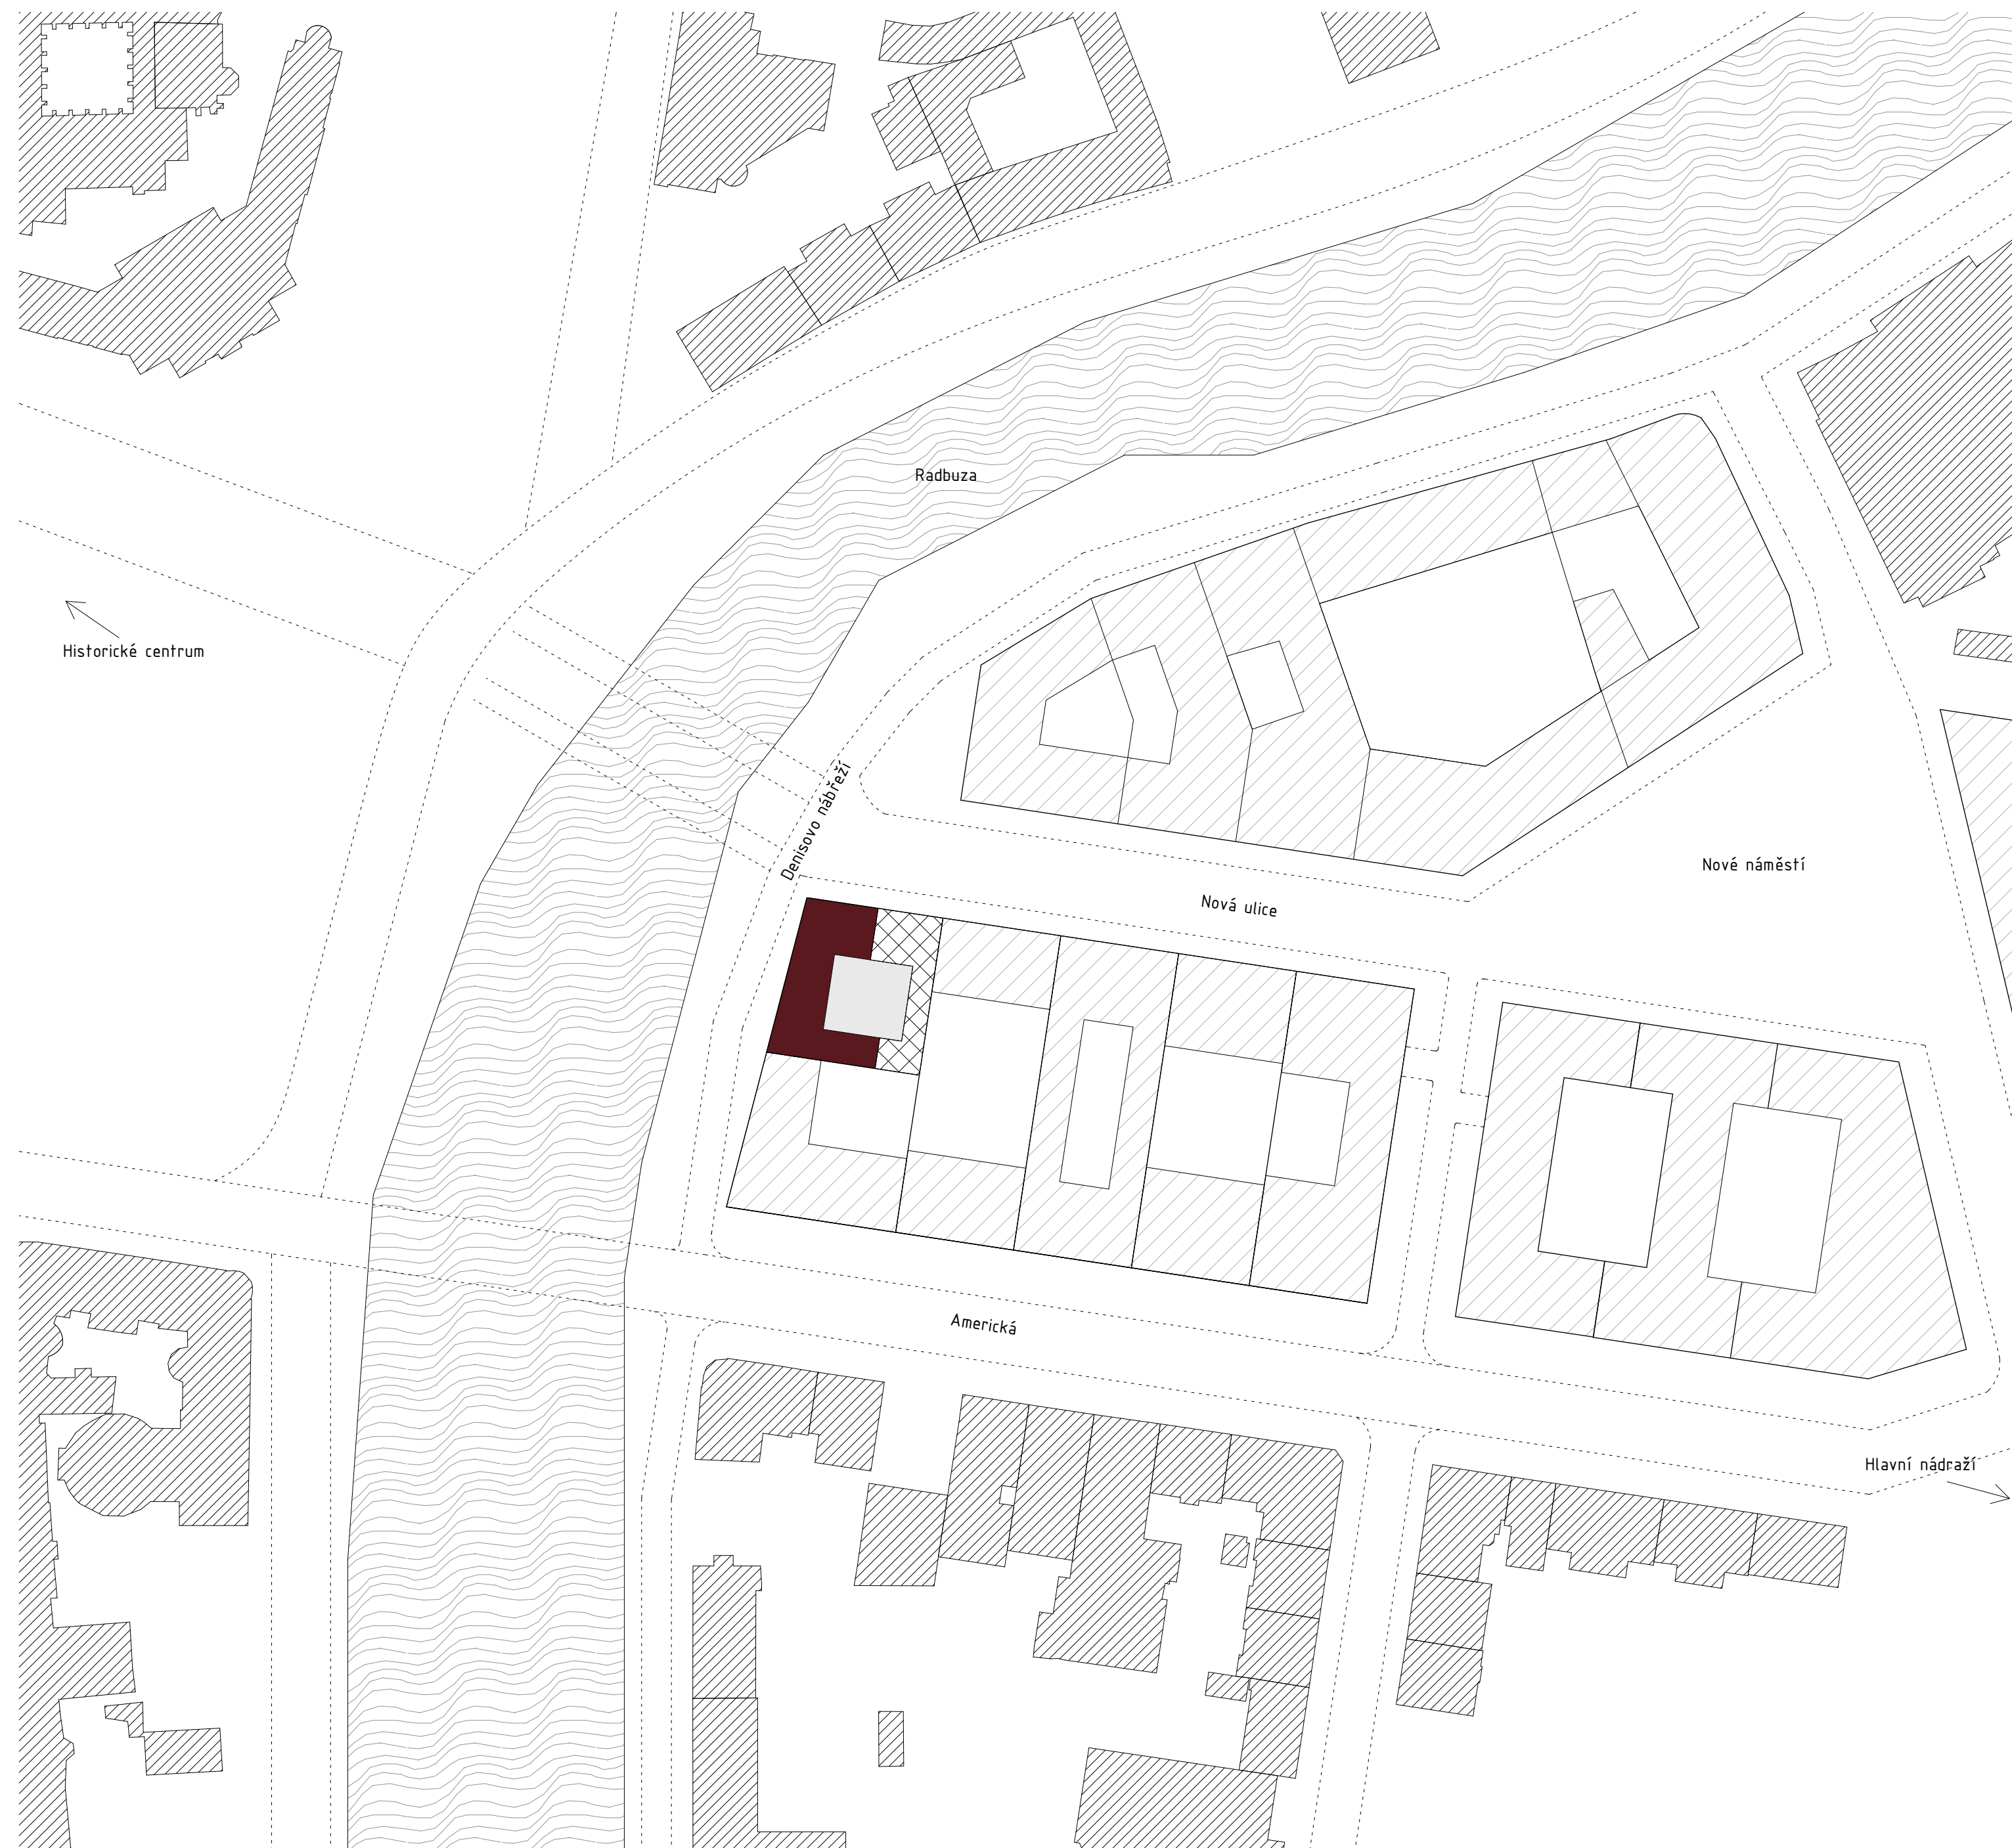 Radbuza
Historické centrum
Denisovo nábřeží
Nové náměstí
Nová ulice
Americká
Hlavní nádraží